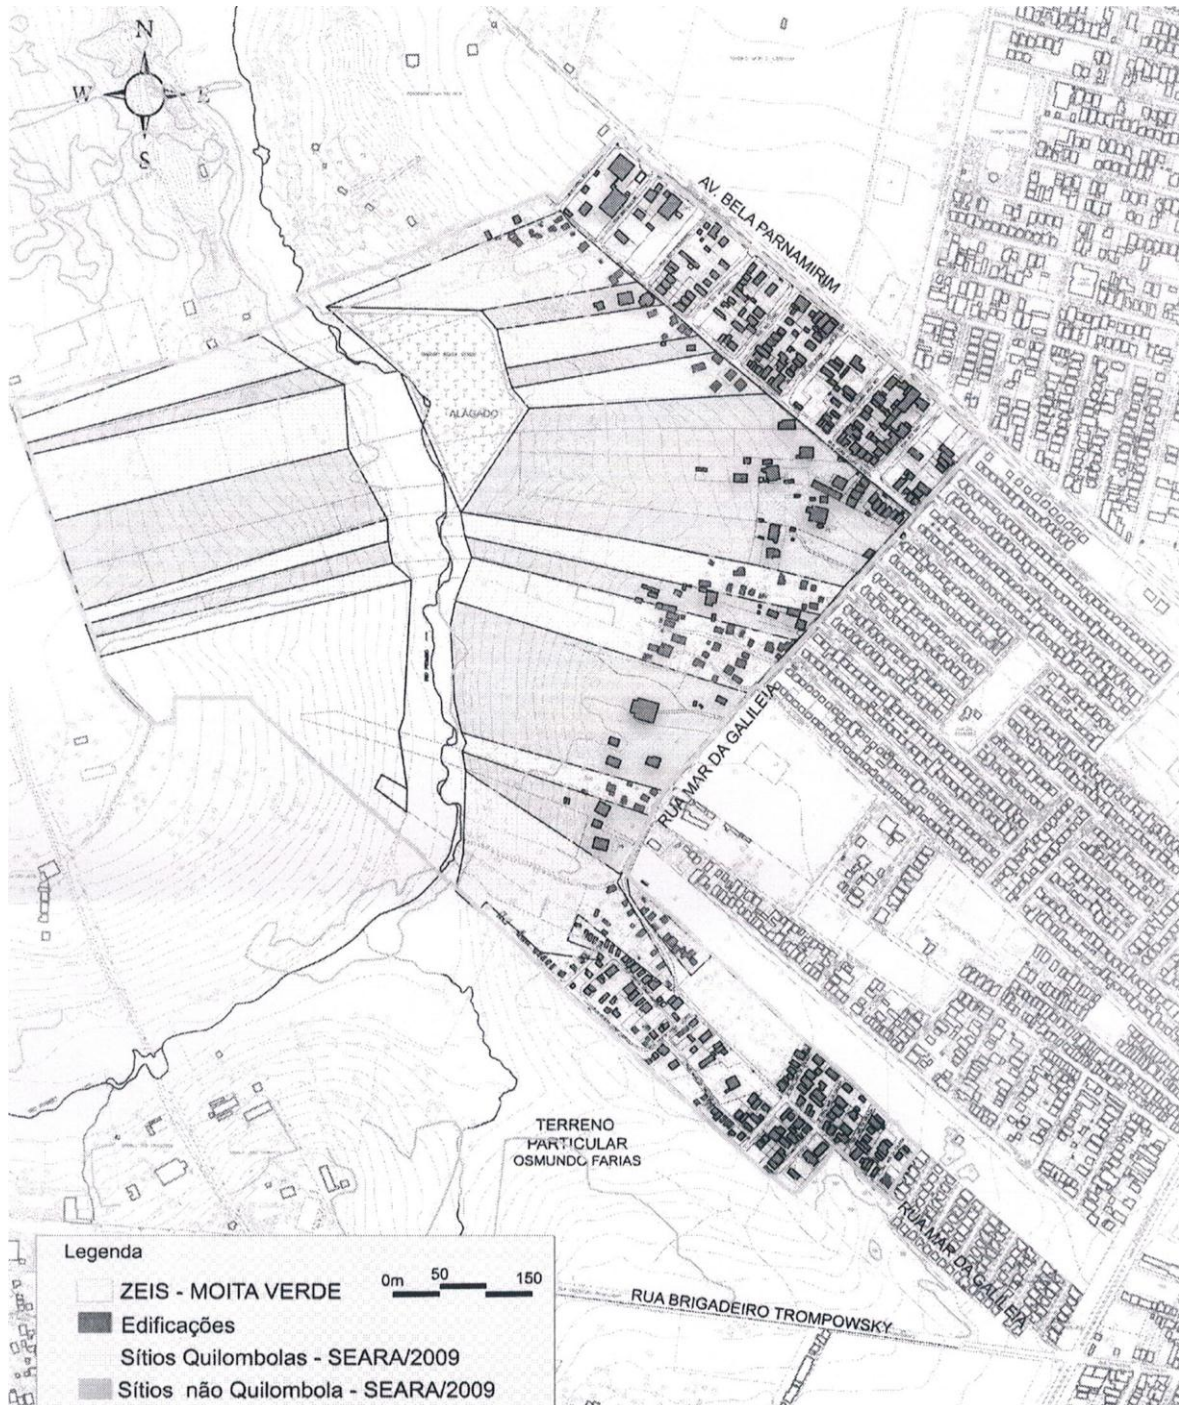 N
W
E
S
AV. BELA PARNAMIRIM
ALAGADO
RUA MAR DA GALILEIA
TERRENO
PARTICULAR
OSMUNDO FARIAS
RUA MAR DA GALILEIA
RUA BRIGADEIRO TROMPOWSKY
Legenda
ZEIS - MOITA VERDE
0m 50 150
Edificações
Sítios Quilombolas - SEARA/2009
Sítios não Quilombola - SEARA/2009